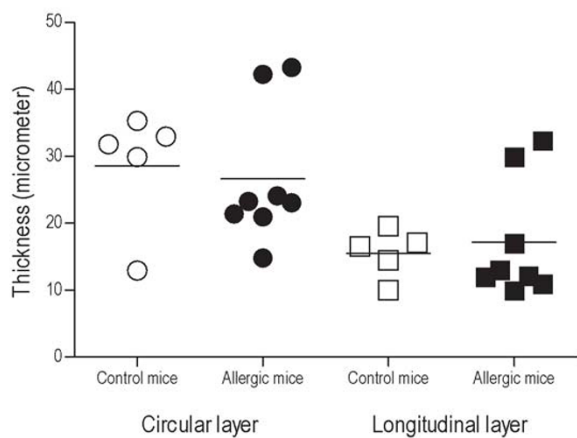 50
40
30
20
10
0
Thickness (micrometer)
Control mice Allergic mice Control mice Allergic mice
Circular layer Longitudinal layer